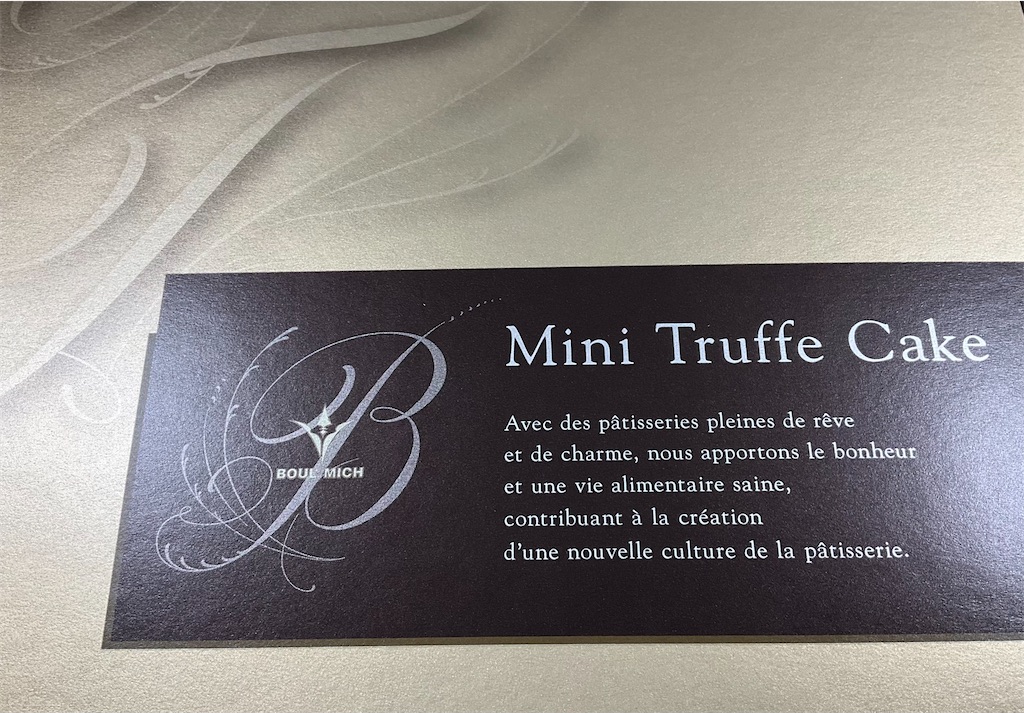 Mini Truffe Cake
BOUL'MICH
Avec des pâtisseries pleines de rêve
et de charme, nous apportons le bonheur
et une vie alimentaire saine,
contribuant à la création
d'une nouvelle culture de la pâtisserie.